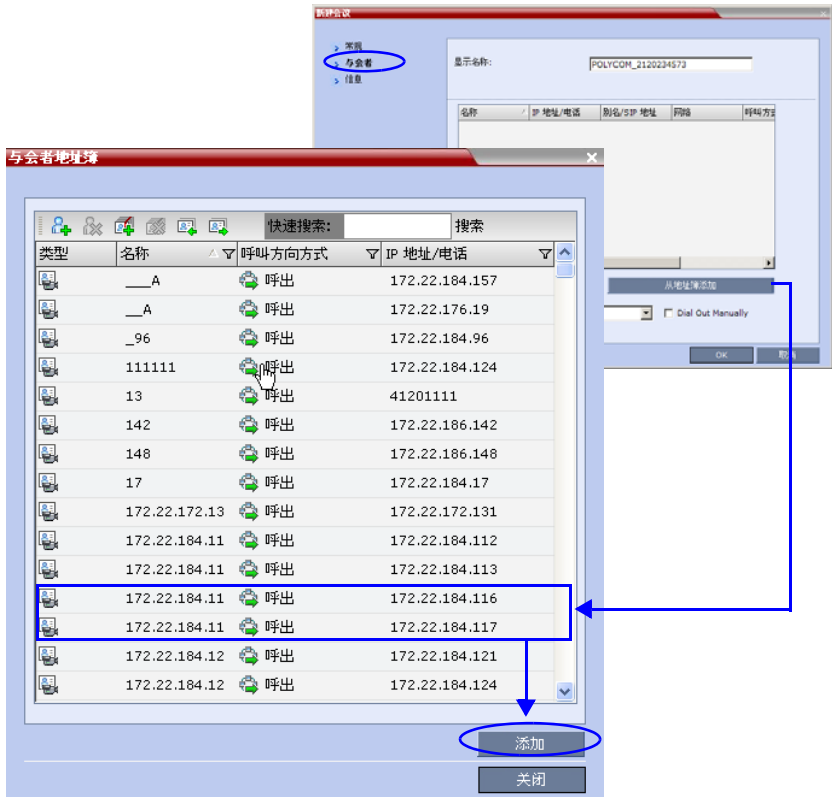 新建会议
常规
与会者
信息
显示名称: POLYCOM_2120234573
名称 IP 地址/电话 别名/SIP 地址 网络 呼叫方式
从地址簿添加
Dial Out Manually
OK 取消
与会者地址簿
快速搜索: 搜索
类型 名称 呼叫方向方式 IP 地址/电话
___A 呼出 172.22.184.157
__A 呼出 172.22.176.19
_96 呼出 172.22.184.96
111111 呼出 172.22.184.124
13 呼出 41201111
142 呼出 172.22.186.142
148 呼出 172.22.186.148
17 呼出 172.22.184.17
172.22.172.13 呼出 172.22.172.131
172.22.184.11 呼出 172.22.184.112
172.22.184.11 呼出 172.22.184.113
172.22.184.11 呼出 172.22.184.116
172.22.184.11 呼出 172.22.184.117
172.22.184.12 呼出 172.22.184.121
172.22.184.12 呼出 172.22.184.124
添加
关闭